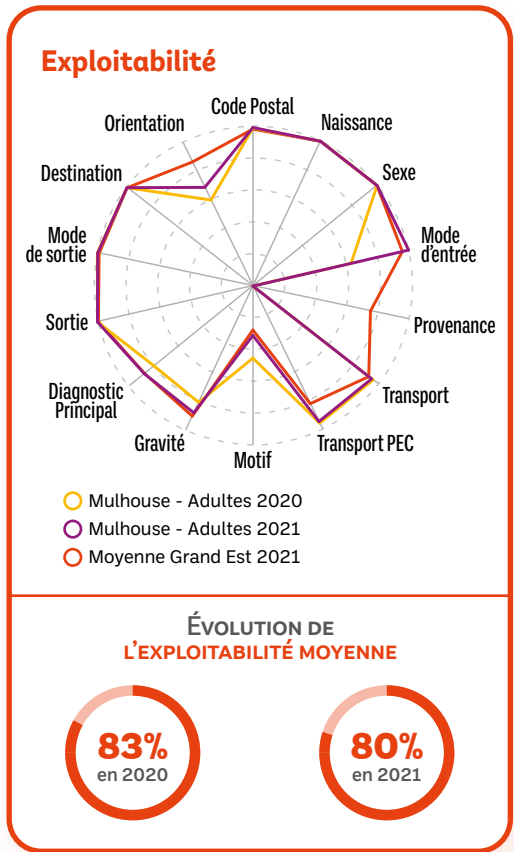 Exploitabilité
Code Postal
Orientation
Naissance
Destination
Sexe
Mode
de sortie
Mode
d'entrée
Sortie
Provenance
Diagnostic
Principal
Transport
Gravité
Transport PEC
Motif
Mulhouse - Adultes 2020
Mulhouse - Adultes 2021
Moyenne Grand Est 2021
ÉVOLUTION DE
L'EXPLOITABILITÉ MOYENNE
83%
en 2020
80%
en 2021